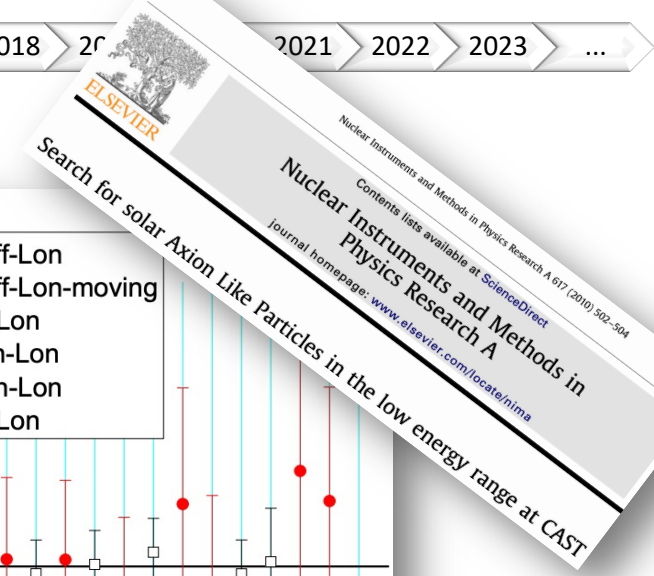 018 20 2021 2022 2023 ...
ELSEVIER
Nuclear Instruments and Methods in Physics Research A 617 (2010) 502–504
Contents lists available at ScienceDirect
Nuclear Instruments and Methods in
Physics Research A
journal homepage: www.elsevier.com/locate/nima
Search for solar Axion Like Particles in the low energy range at CAST
ff-Lon
ff-Lon-moving
Lon
n-Lon
n-Lon
Lon